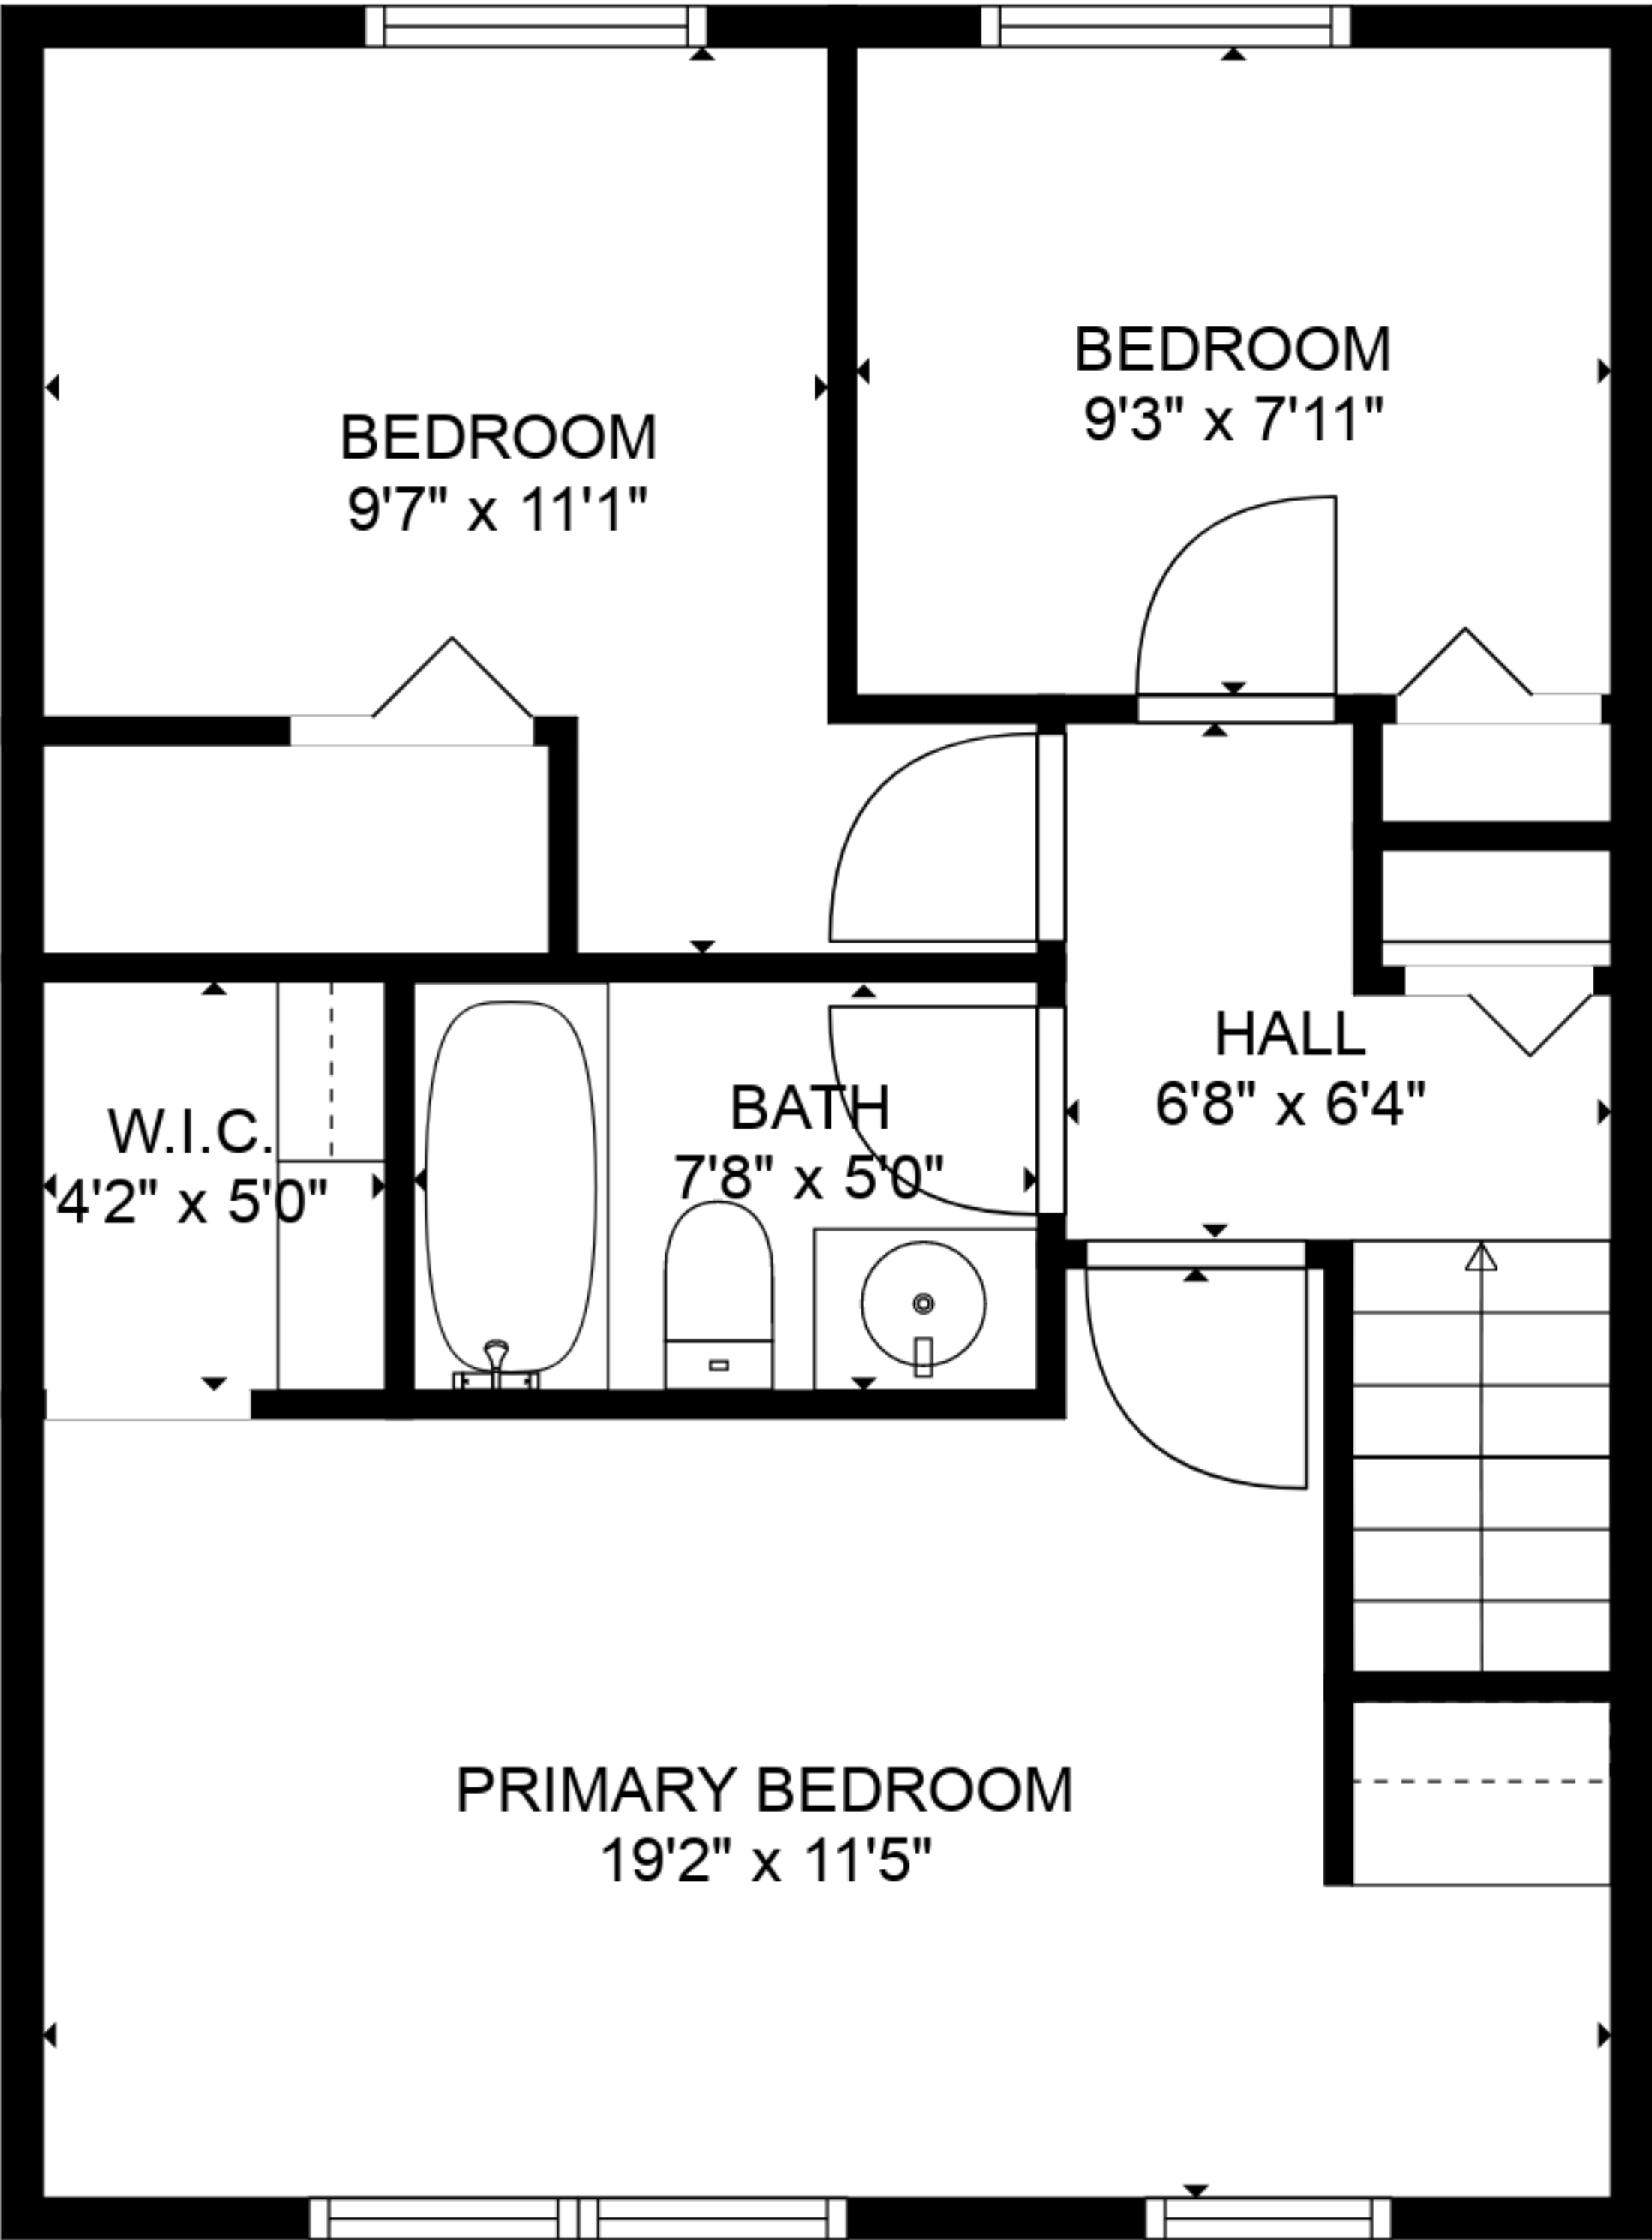 BEDROOM
9'3" x 7'11"
BEDROOM
9'7" x 11'1"
HALL
6'8" x 6'4"
BATH
7'8" x 5'0"
W.I.C.
4'2" x 5'0"
PRIMARY BEDROOM
19'2" x 11'5"